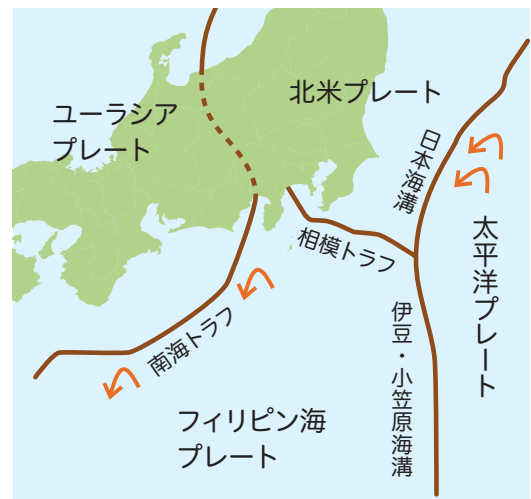 北米プレート
ユーラシア
プレート
日本海溝
太平洋プレート
相模トラフ
伊豆・小笠原海溝
南海トラフ
フィリピン海
プレート